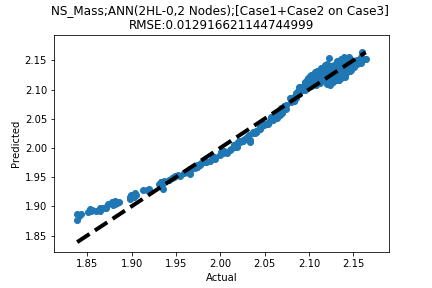 NS_Mass;ANN(2HL-0,2 Nodes);[Case1+Case2 on Case3]
RMSE:0.012916621144744999
2.15
2.10
2.05
2.00
1.95
1.90
1.85
Predicted
1.85 1.90 1.95 2.00 2.05 2.10 2.15
Actual